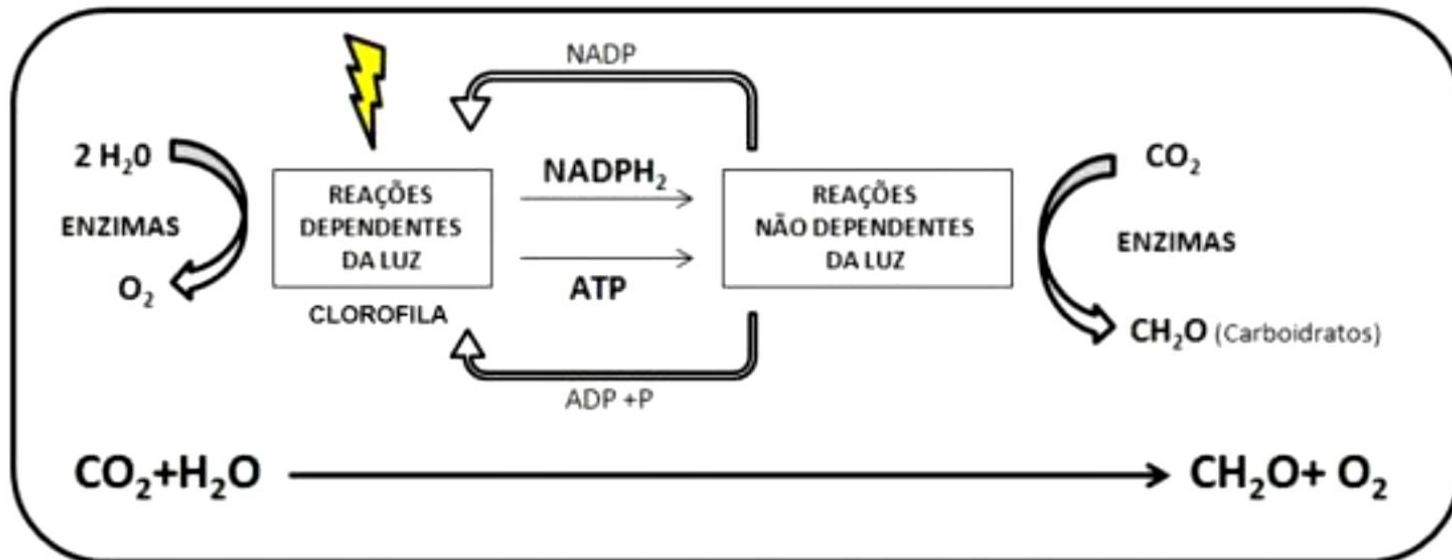 NADP
2 H₂0
ENZIMAS
O₂
REAÇÕES
DEPENDENTES
DA LUZ
CLOROFILA
NADPH₂
ATP
REAÇÕES
NÃO DEPENDENTES
DA LUZ
CO₂
ENZIMAS
CH₂O (Carboidratos)
ADP +P
CO₂+H₂O
CH₂O+ O₂